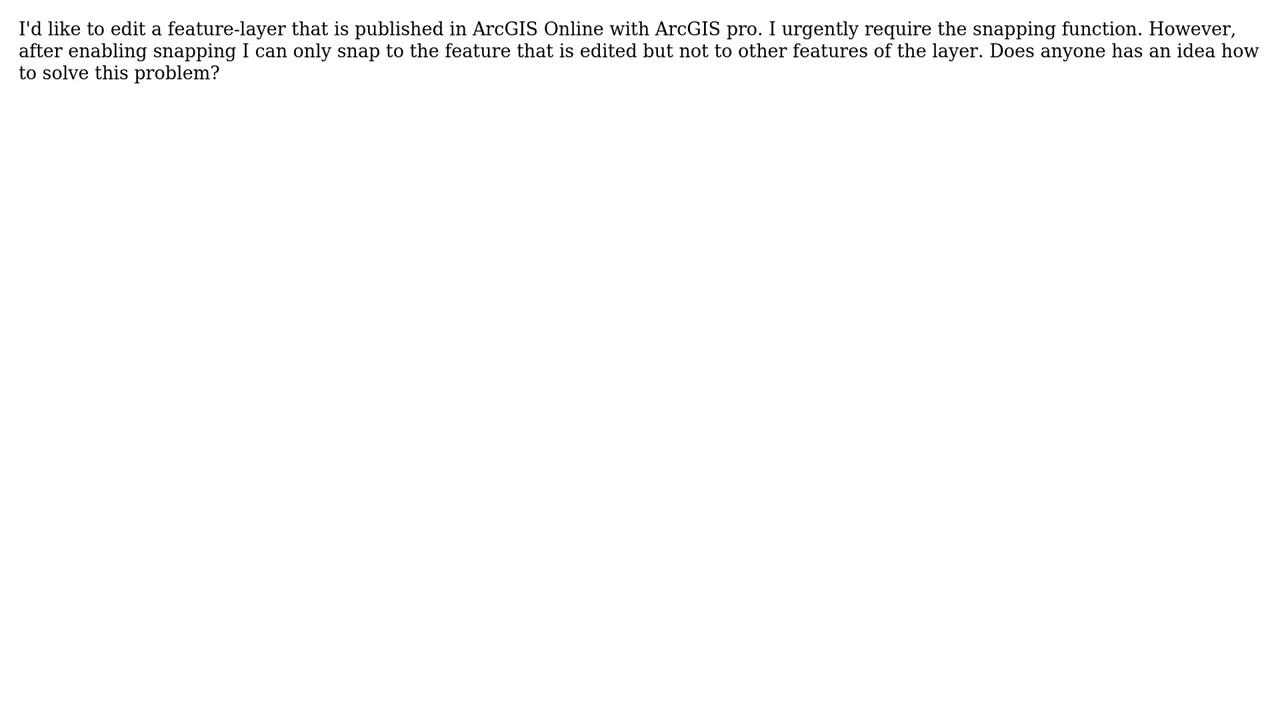 I'd like to edit a feature-layer that is published in ArcGIS Online with ArcGIS pro. I urgently require the snapping function. However,
after enabling snapping I can only snap to the feature that is edited but not to other features of the layer. Does anyone has an idea how
to solve this problem?